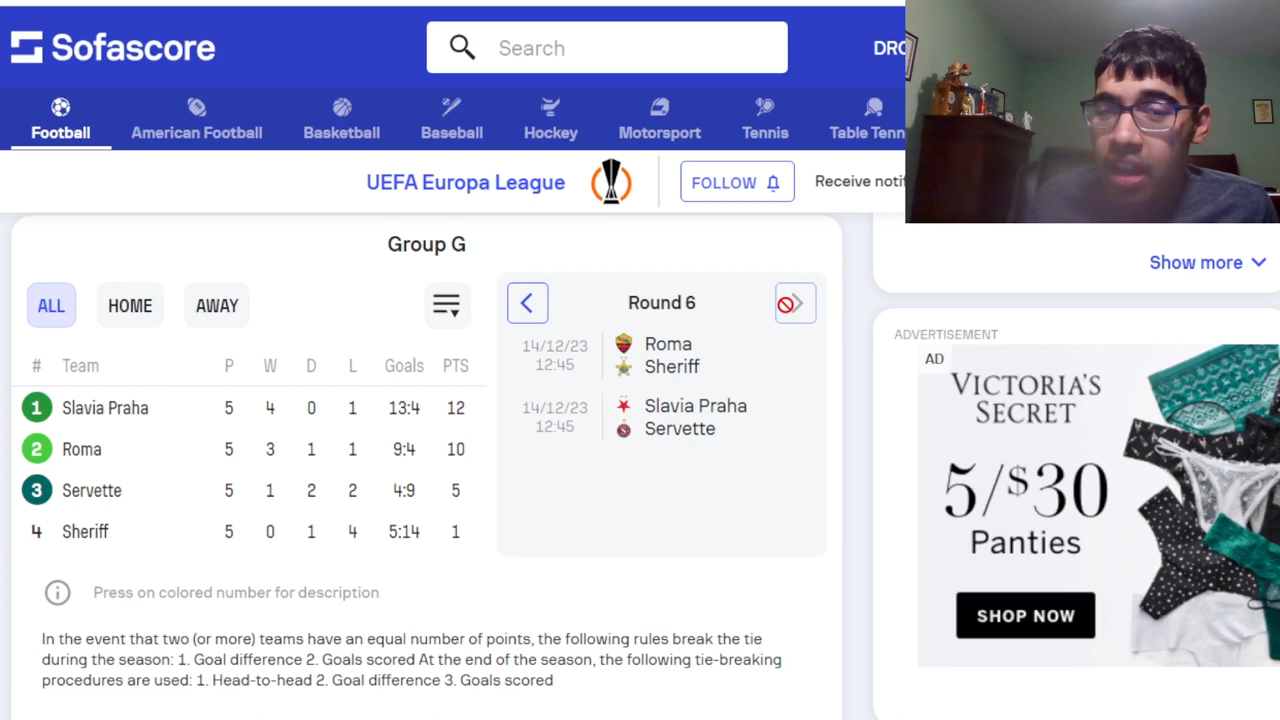 Sofascore
Search
DRO
Football
American Football
Basketball
Baseball
Hockey
Motorsport
Tennis
Table Tenn
UEFA Europa League
FOLLOW
Receive notif
Group G
ALL
HOME
AWAY
# Team P W D L Goals PTS
1 Slavia Praha 5 4 0 1 13:4 12
2 Roma 5 3 1 1 9:4 10
3 Servette 5 1 2 2 4:9 5
4 Sheriff 5 0 1 4 5:14 1
Round 6
14/12/23 Roma
12:45 Sheriff
14/12/23 Slavia Praha
12:45 Servette
Press on colored number for description
In the event that two (or more) teams have an equal number of points, the following rules break the tie
during the season: 1. Goal difference 2. Goals scored At the end of the season, the following tie-breaking
procedures are used: 1. Head-to-head 2. Goal difference 3. Goals scored
Show more
ADVERTISEMENT
AD
VICTORIA'S
SECRET
5/$30
Panties
SHOP NOW